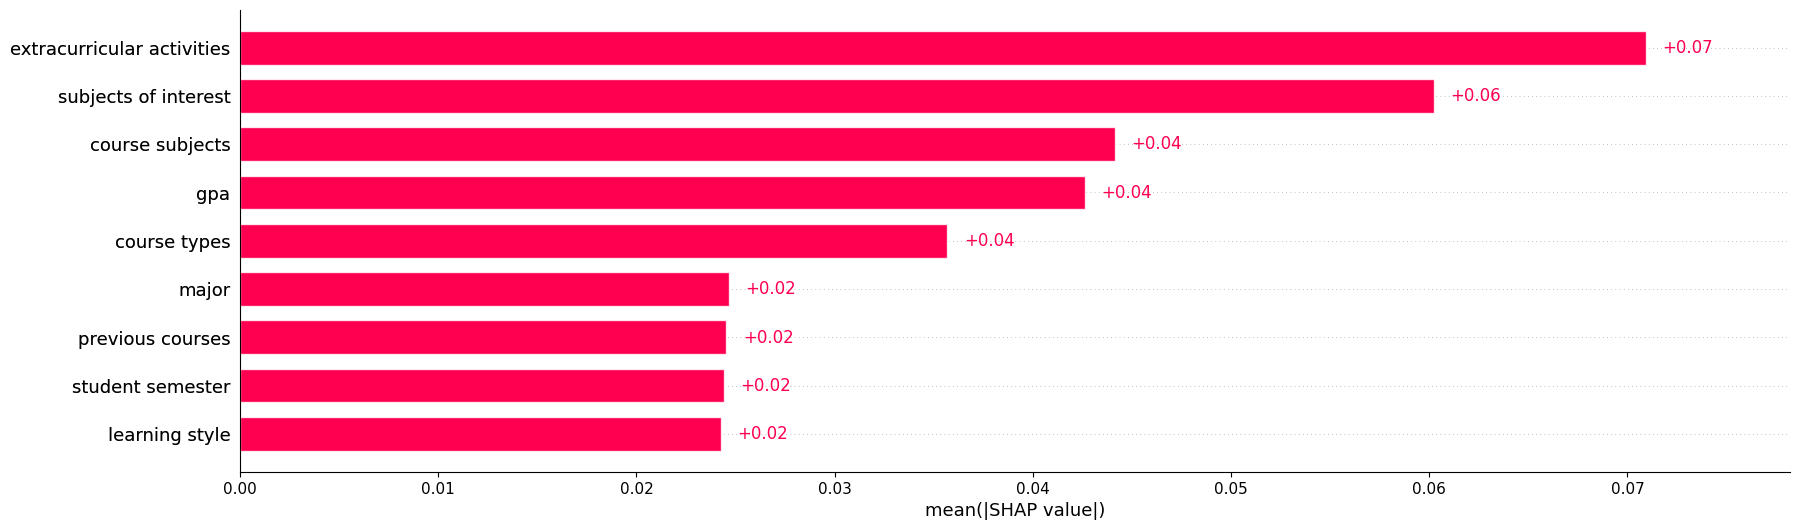 extracurricular activities +0.07
subjects of interest +0.06
course subjects +0.04
gpa +0.04
course types +0.04
major +0.02
previous courses +0.02
student semester +0.02
learning style +0.02
0.00 0.01 0.02 0.03 0.04 0.05 0.06 0.07
mean(|SHAP value|)